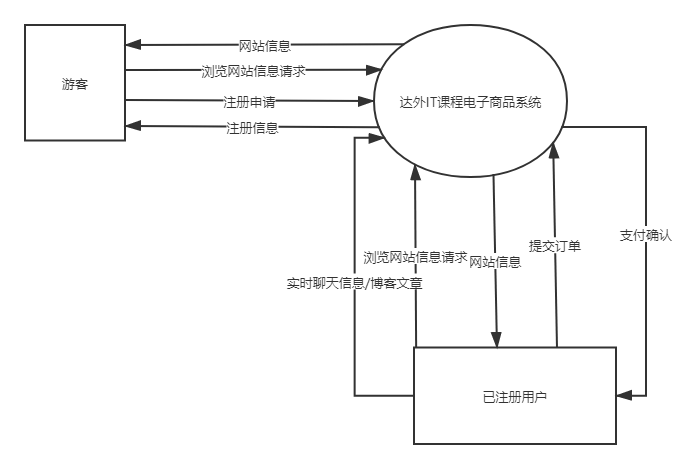 网站信息
浏览网站信息请求
游客
注册申请
达外IT课程电子商品系统
注册信息
支付确认
提交订单
浏览网站信息请求
网站信息
实时聊天信息/博客文章
已注册用户